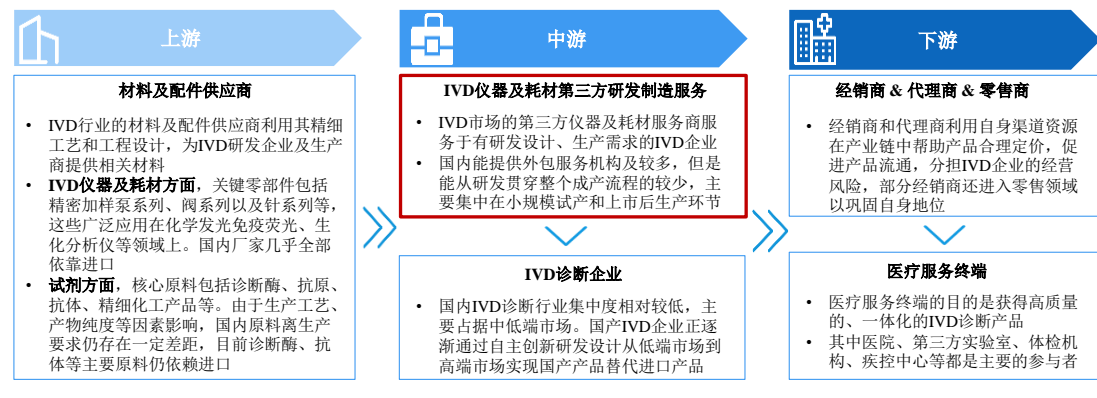 上游
材料及配件供应商
• IVD行业的材料及配件供应商利用其精细
工艺和工程设计，为IVD研发企业及生产
商提供相关材料
• IVD仪器及耗材方面，关键零部件包括
精密加样泵系列、阀系列以及针系列等，
这些广泛应用在化学发光免疫荧光、生
化分析仪等领域上。国内厂家几乎全部
依靠进口
• 试剂方面，核心原料包括诊断酶、抗原、
抗体、精细化工产品等。由于生产工艺、
产物纯度等因素影响，国内原料离生产
要求仍存在一定差距，目前诊断酶、抗
体等主要原料仍依赖进口
中游
IVD仪器及耗材第三方研发制造服务
• IVD市场的第三方仪器及耗材服务商服
务于有研发设计、生产需求的IVD企业
• 国内能提供外包服务机构及较多，但是
能从研发贯穿整个成产流程的较少，主
要集中在小规模试产和上市后生产环节
IVD诊断企业
• 国内IVD诊断行业集中度相对较低，主
要占据中低端市场。国产IVD企业正逐
渐通过自主创新研发设计从低端市场到
高端市场实现国产产品替代进口产品
下游
经销商 & 代理商 & 零售商
• 经销商和代理商利用自身渠道资源
在产业链中帮助产品合理定价，促
进产品流通，分担IVD企业的经营
风险，部分经销商还进入零售领域
以巩固自身地位
医疗服务终端
• 医疗服务终端的目的是获得高质量
的、一体化的IVD诊断产品
• 其中医院、第三方实验室、体检机
构、疾控中心等都是主要的参与者